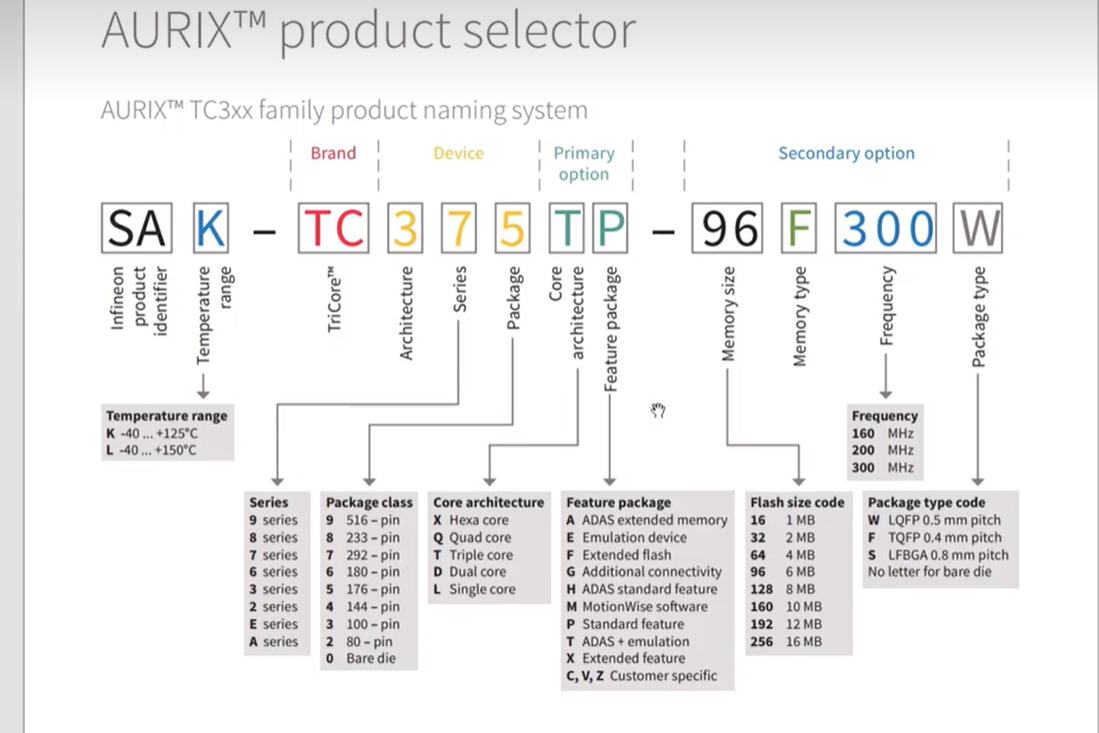 AURIX™ product selector
AURIX™ TC3xx family product naming system
Brand
Device
Primary
option
Secondary option
SA K – TC 3 7 5 T P – 96 F 300 W
Infineon
product
identifier
Temperature
range
TriCore™
Architecture
Series
Package
Core
architecture
Feature package
Memory size
Memory type
Frequency
Package type
Temperature range
K -40 ... +125°C
L -40 ... +150°C
Frequency
160 MHz
200 MHz
300 MHz
Series
9 series
8 series
7 series
6 series
3 series
2 series
E series
A series
Package class
9 516 – pin
8 233 – pin
7 292 – pin
6 180 – pin
5 176 – pin
4 144 – pin
3 100 – pin
2 80 – pin
0 Bare die
Core architecture
X Hexa core
Q Quad core
T Triple core
D Dual core
L Single core
Feature package
A ADAS extended memory
E Emulation device
F Extended flash
G Additional connectivity
H ADAS standard feature
M MotionWise software
P Standard feature
T ADAS + emulation
X Extended feature
C, V, Z Customer specific
Flash size code
16 1 MB
32 2 MB
64 4 MB
96 6 MB
128 8 MB
160 10 MB
192 12 MB
256 16 MB
Package type code
W LQFP 0.5 mm pitch
F TQFP 0.4 mm pitch
S LFBGA 0.8 mm pitch
No letter for bare die